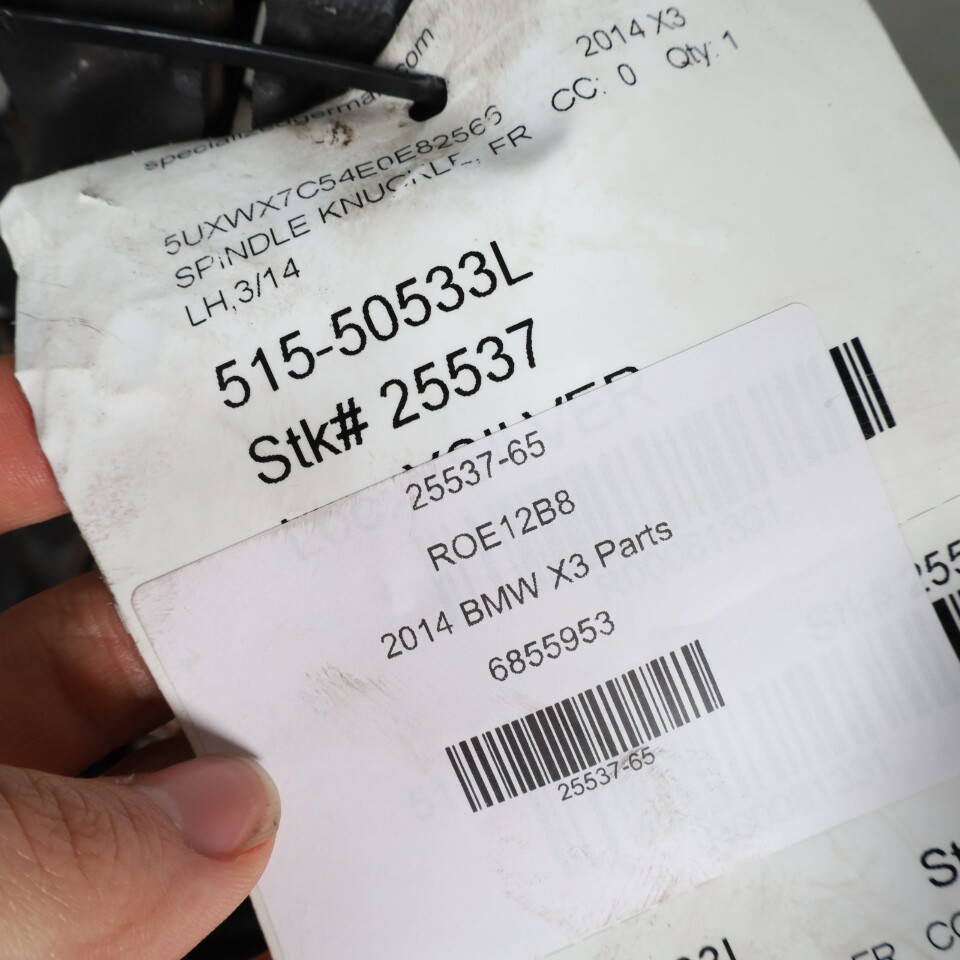 2014 X3
CC: 0 Qty: 1
5UXWX7C54E0E82566
SPINDLE KNUCKLE, FR
LH,3/14
515-50533L
Stk# 25537
25537-65
ROE12B8
2014 BMW X3 Parts
6855953
25537-65